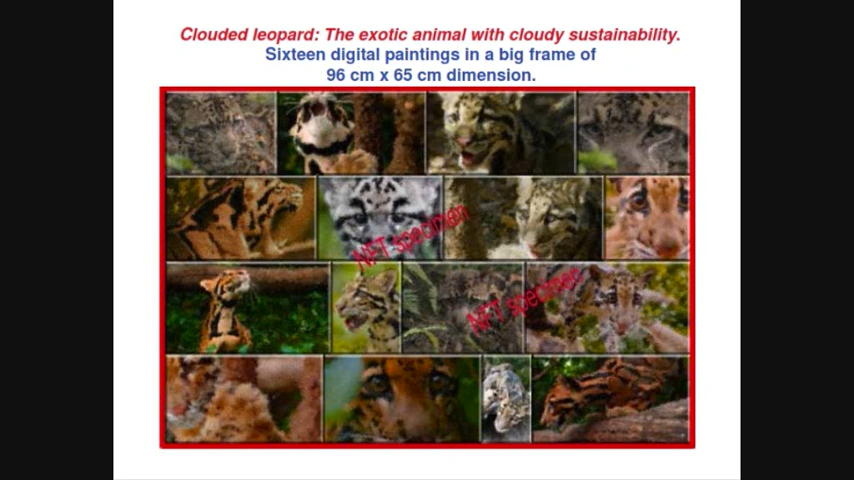 Clouded leopard: The exotic animal with cloudy sustainability.
Sixteen digital paintings in a big frame of
96 cm x 65 cm dimension.
NFT specimen
NFT specimen